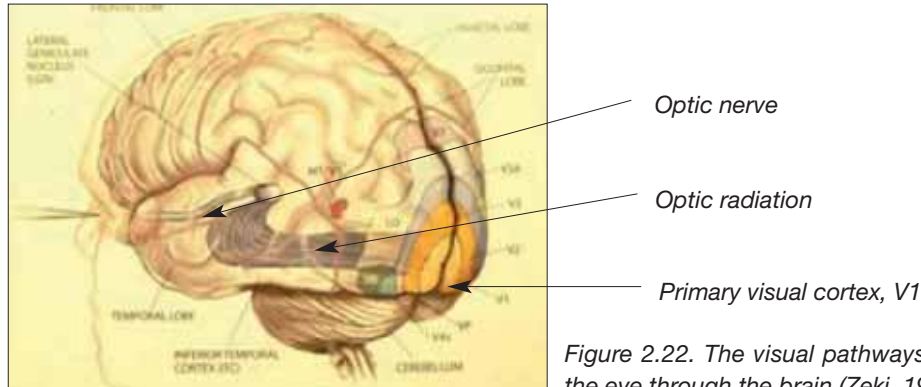 FRONTAL LOBE
PARIETAL LOBE
LATERAL
GENICULATE
NUCLEUS
(LGN)
OCCIPITAL
LOBE
Optic nerve
V3A
Optic radiation
V3
V2
Primary visual cortex, V1
V1
TEMPORAL LOBE
VP
V4v
INFERIOR TEMPORAL
CORTEX (ITC)
CEREBELLUM
Figure 2.22. The visual pathways
the eye through the brain (Zeki, 19